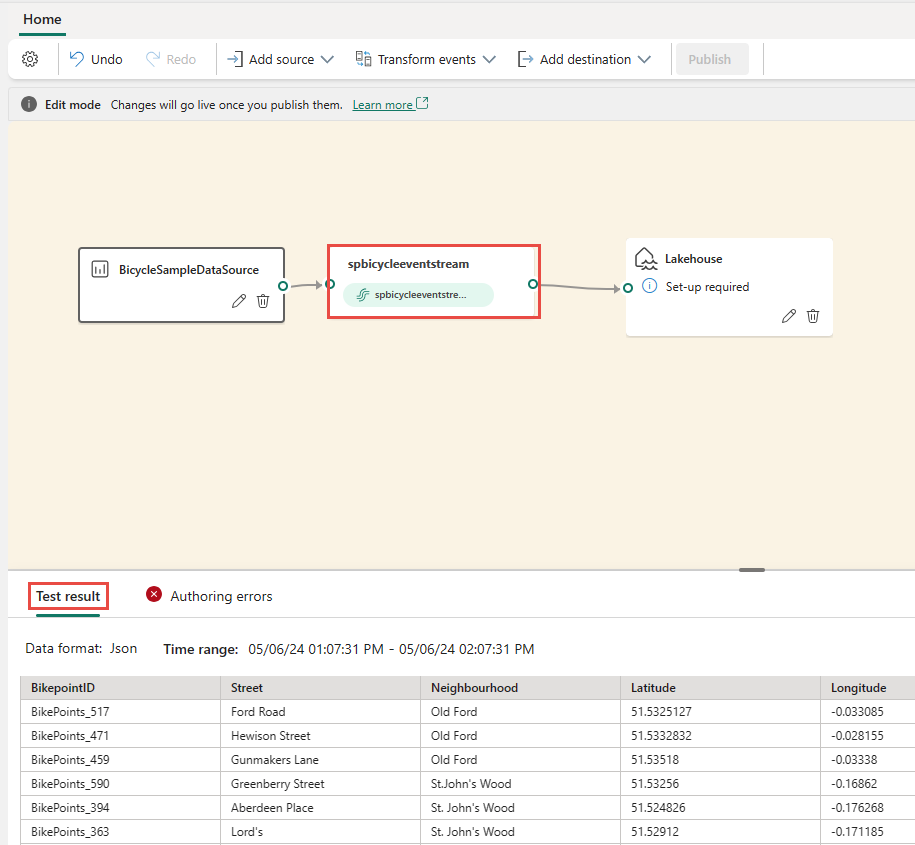 Home
Undo Redo Add source Transform events Add destination Publish
Edit mode Changes will go live once you publish them. Learn more
BicycleSampleDataSource
spbicycleeventstream
spbicycleeventstre...
Lakehouse
Set-up required
Test result Authoring errors
Data format: Json Time range: 05/06/24 01:07:31 PM - 05/06/24 02:07:31 PM
BikepointID Street Neighbourhood Latitude Longitude
BikePoints_517 Ford Road Old Ford 51.5325127 -0.033085
BikePoints_471 Hewison Street Old Ford 51.5332832 -0.028155
BikePoints_459 Gunmakers Lane Old Ford 51.53518 -0.03338
BikePoints_590 Greenberry Street St.John's Wood 51.53256 -0.16862
BikePoints_394 Aberdeen Place St. John's Wood 51.524826 -0.176268
BikePoints_363 Lord's St. John's Wood 51.52912 -0.171185